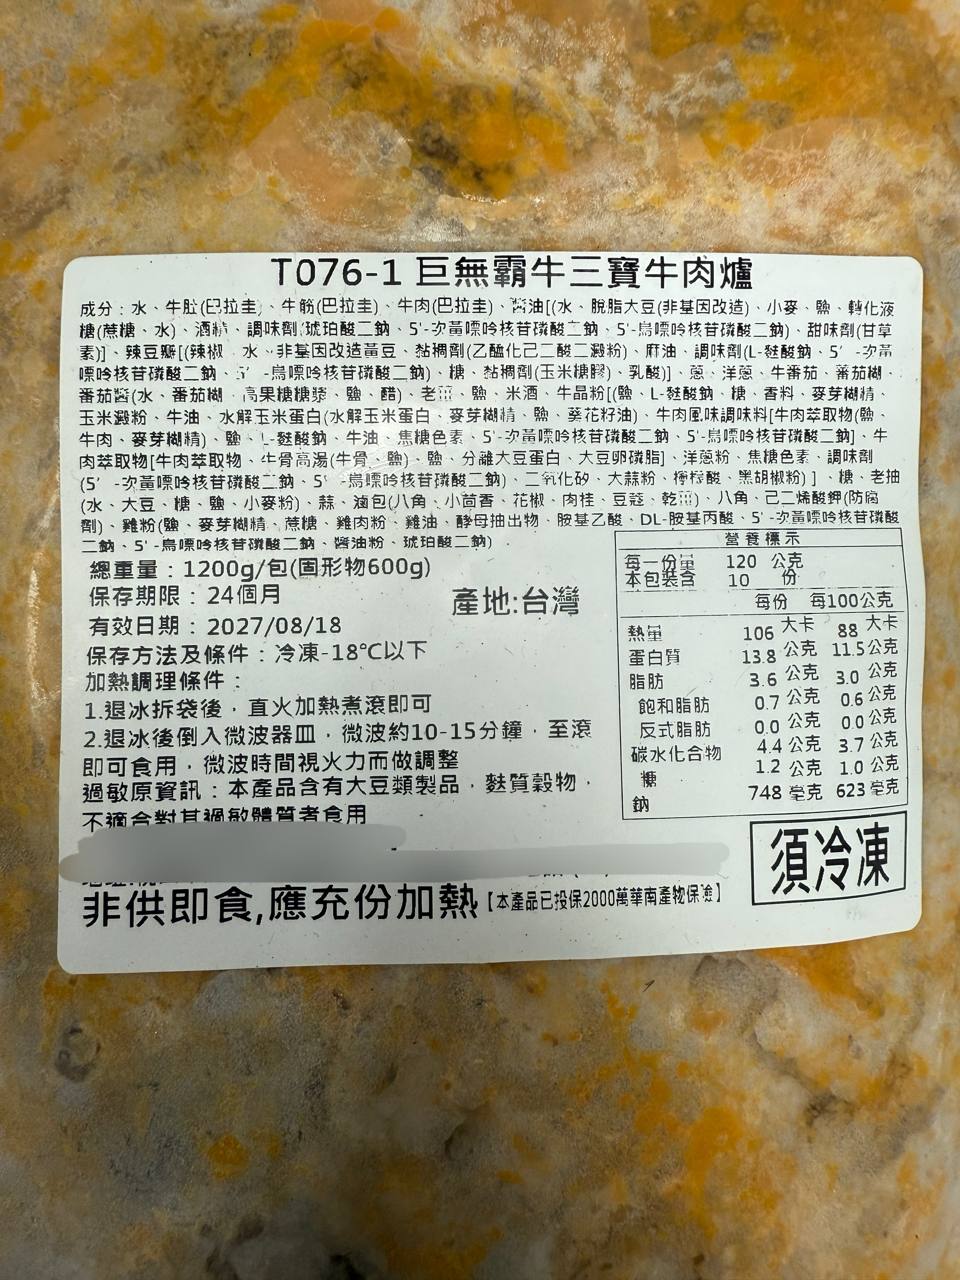 T076-1 巨無霸牛三寶牛肉爐
成分：水、牛肚(巴拉圭)、牛筋(巴拉圭)、牛肉(巴拉圭)、醬油[(水、脫脂大豆(非基因改造)、小麥、鹽、轉化液
糖(蔗糖、水)、酒精、調味劑(琥珀酸二鈉、5'-次黃嘌呤核苷磷酸二鈉、5'-鳥嘌呤核苷磷酸二鈉)、甜味劑(甘草
素)]、辣豆瓣[(辣椒、水、非基因改造黃豆、黏稠劑(乙醯化己二酸二澱粉)、麻油、調味劑(L-麩酸鈉、5'-次黃
嘌呤核苷磷酸二鈉、5'-鳥嘌呤核苷磷酸二鈉)、糖、黏稠劑(玉米糖膠)、乳酸)]、蔥、洋蔥、牛番茄、蕃茄糊、
番茄醬(水、番茄糊、高果糖糖漿、鹽、醋)、老、鹽、米酒、牛晶粉[(鹽、L-麩酸鈉、糖、香料、麥芽糊精、
玉米澱粉、牛油、水解玉米蛋白(水解玉米蛋白、麥芽糊精、鹽、葵花籽油)、牛肉風味調味料[牛肉萃取物(鹽、
牛肉、麥芽糊精)、鹽、L-麩酸鈉、牛油、焦糖色素、5'-次黃嘌呤核苷磷酸二鈉、5'-鳥嘌呤核苷磷酸二鈉]、牛
肉萃取物[牛肉萃取物、牛骨高湯(牛骨、鹽)、鹽、分離大豆蛋白、大豆卵磷脂]、洋蔥粉、焦糖色素、調味劑
(5'-次黃嘌呤核苷磷酸二鈉、5'-鳥嘌呤核苷磷酸二鈉)、二氧化矽、大蒜粉、檸檬酸、黑胡椒粉)]、糖、老抽
(水、大豆、糖、鹽、小麥粉)、蒜、滷包(八角、小茴香、花椒、肉桂、豆蔻、乾)、八角、己二烯酸鉀(防腐
劑)、雞粉(鹽、麥芽糊精、蔗糖、雞肉粉、雞油、酵母抽出物、胺基乙酸、DL-胺基丙酸、5'-次黃嘌呤核苷磷酸
二鈉、5'-鳥嘌呤核苷磷酸二鈉、醬油粉、琥珀酸二鈉)
總重量：1200g/包(固形物600g)
保存期限：24個月
產地:台灣
有效日期：2027/08/18
保存方法及條件：冷凍-18℃以下
加熱調理條件：
1.退冰拆袋後，直火加熱煮滾即可
2.退冰後倒入微波器皿，微波約10-15分鐘，至滾
即可食用，微波時間視火力而做調整
過敏原資訊：本產品含有大豆類製品，麩質穀物，
不適合對其過敏體質者食用
營養標示
每一份量 120 公克
本包裝含 10 份
每份 每100公克
熱量 106 大卡 88 大卡
蛋白質 13.8 公克 11.5公克
脂肪 3.6 公克 3.0 公克
飽和脂肪 0.7 公克 0.6 公克
反式脂肪 0.0 公克 0.0 公克
碳水化合物 4.4 公克 3.7 公克
糖 1.2 公克 1.0 公克
鈉 748 毫克 623 毫克
須冷凍
非供即食,應充份加熱【本產品已投保2000萬華南產物保險】